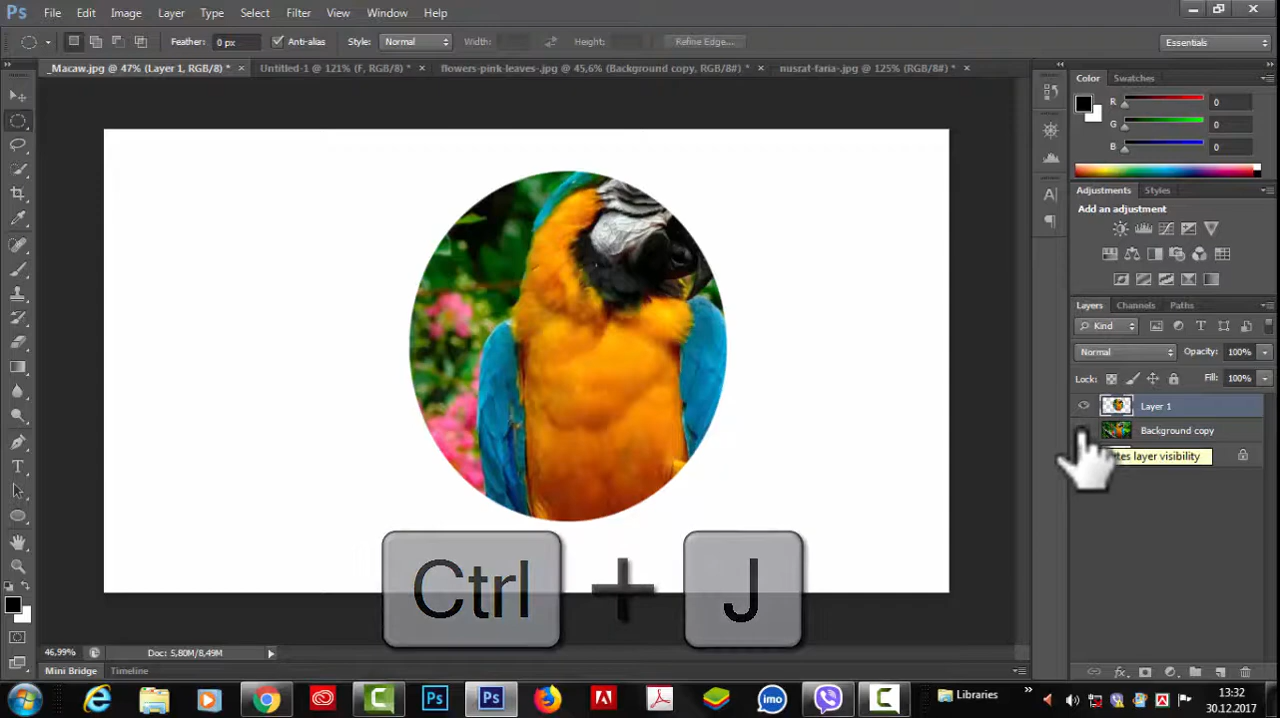 Ps File Edit Image Layer Type Select Filter View Window Help
Feather: 0 px Anti-alias Style: Normal Width: Height: Refine Edge... Essentials
_Macaw.jpg @ 47% (Layer 1, RGB/8) * × Untitled-1 @ 121% (F, RGB/8) * × flowers-pink-leaves-.jpg @ 45,6% (Background copy, RGB/8#) * × nusrat-faria-.jpg @ 125% (RGB/8#) * ×
Color Swatches
R 0
G 0
B 0
Adjustments Styles
Add an adjustment
Layers Channels Paths
Kind
Normal Opacity: 100%
Lock: Fill: 100%
Layer 1
Background copy
tes layer visibility
Ctrl + J
46,99% Doc: 5,80M/8,49M
Mini Bridge Timeline
Ps Ps imo Libraries » 13:32
30.12.2017